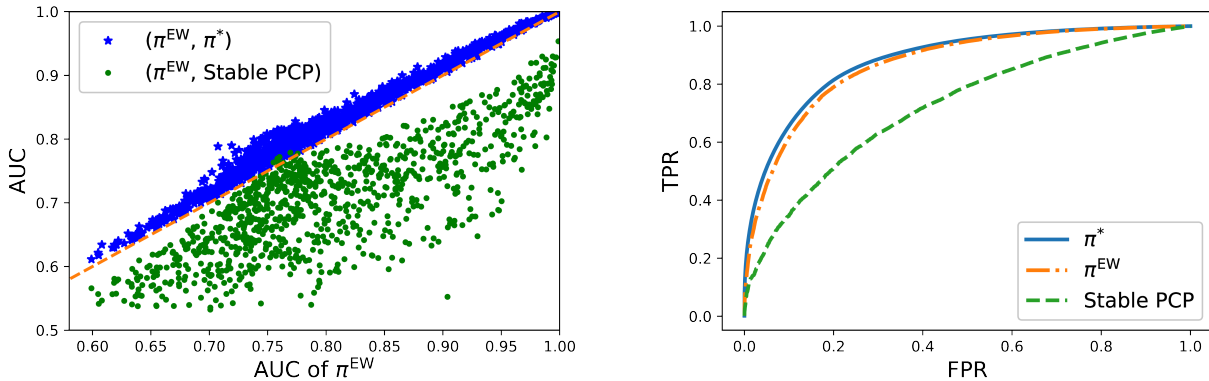 (π^EW, π^*)
(π^EW, Stable PCP)
AUC
1.0
0.9
0.8
0.7
0.6
0.5
0.60 0.65 0.70 0.75 0.80 0.85 0.90 0.95 1.00
AUC of π^EW
TPR
1.0
0.8
0.6
0.4
0.2
0.0
π^*
π^EW
Stable PCP
0.0 0.2 0.4 0.6 0.8 1.0
FPR